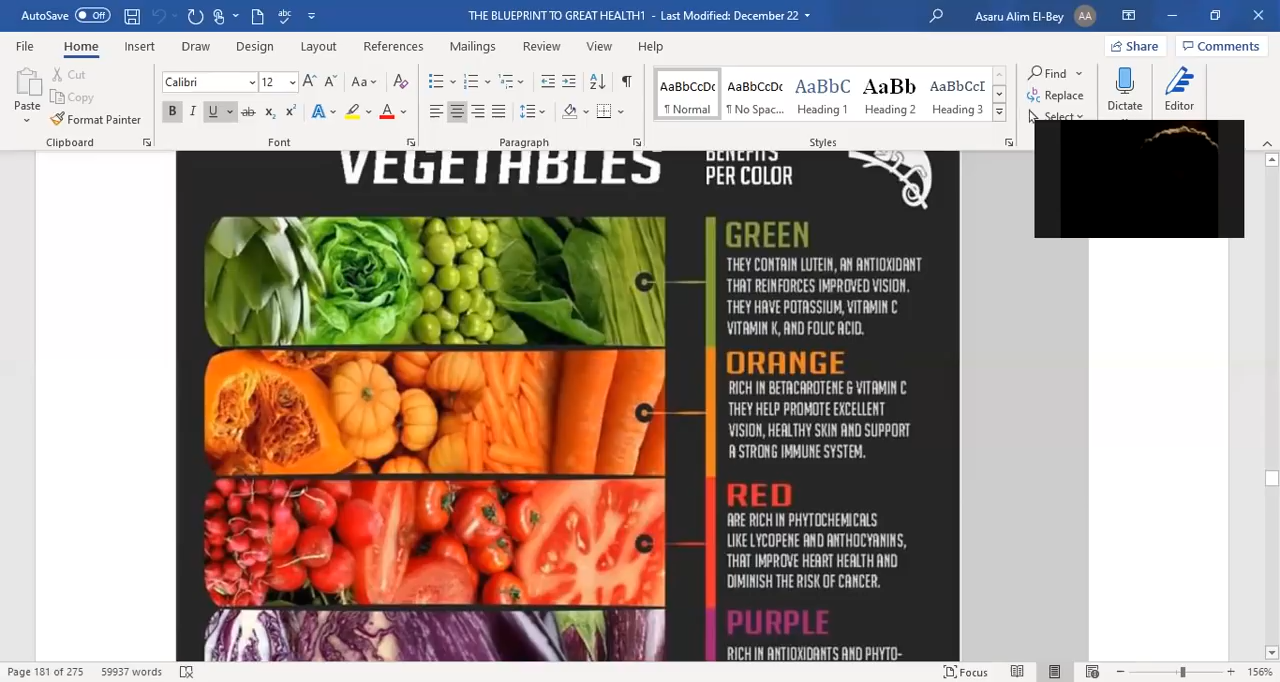 AutoSave Off THE BLUEPRINT TO GREAT HEALTH1 - Last Modified: December 22 Asaru Alim El-Bey AA
File Home Insert Draw Design Layout References Mailings Review View Help Share Comments
Paste
Cut
Copy
Format Painter
Clipboard
Calibri 12
Font
Paragraph
AaBbCcDc AaBbCcDc AaBbC AaBb AaBbCcI
¶ Normal ¶ No Spac... Heading 1 Heading 2 Heading 3
Styles
Find
Replace
Select
Dictate
Editor
VEGETABLES
BENEFITS
PER COLOR
GREEN
THEY CONTAIN LUTEIN, AN ANTIOXIDANT
THAT REINFORCES IMPROVED VISION.
THEY HAVE POTASSIUM, VITAMIN C
VITAMIN K, AND FOLIC ACID.
ORANGE
RICH IN BETACAROTENE & VITAMIN C
THEY HELP PROMOTE EXCELLENT
VISION, HEALTHY SKIN AND SUPPORT
A STRONG IMMUNE SYSTEM.
RED
ARE RICH IN PHYTOCHEMICALS
LIKE LYCOPENE AND ANTHOCYANINS,
THAT IMPROVE HEART HEALTH AND
DIMINISH THE RISK OF CANCER.
PURPLE
RICH IN ANTIOXIDANTS AND PHYTO-
Page 181 of 275 59937 words Focus 156%